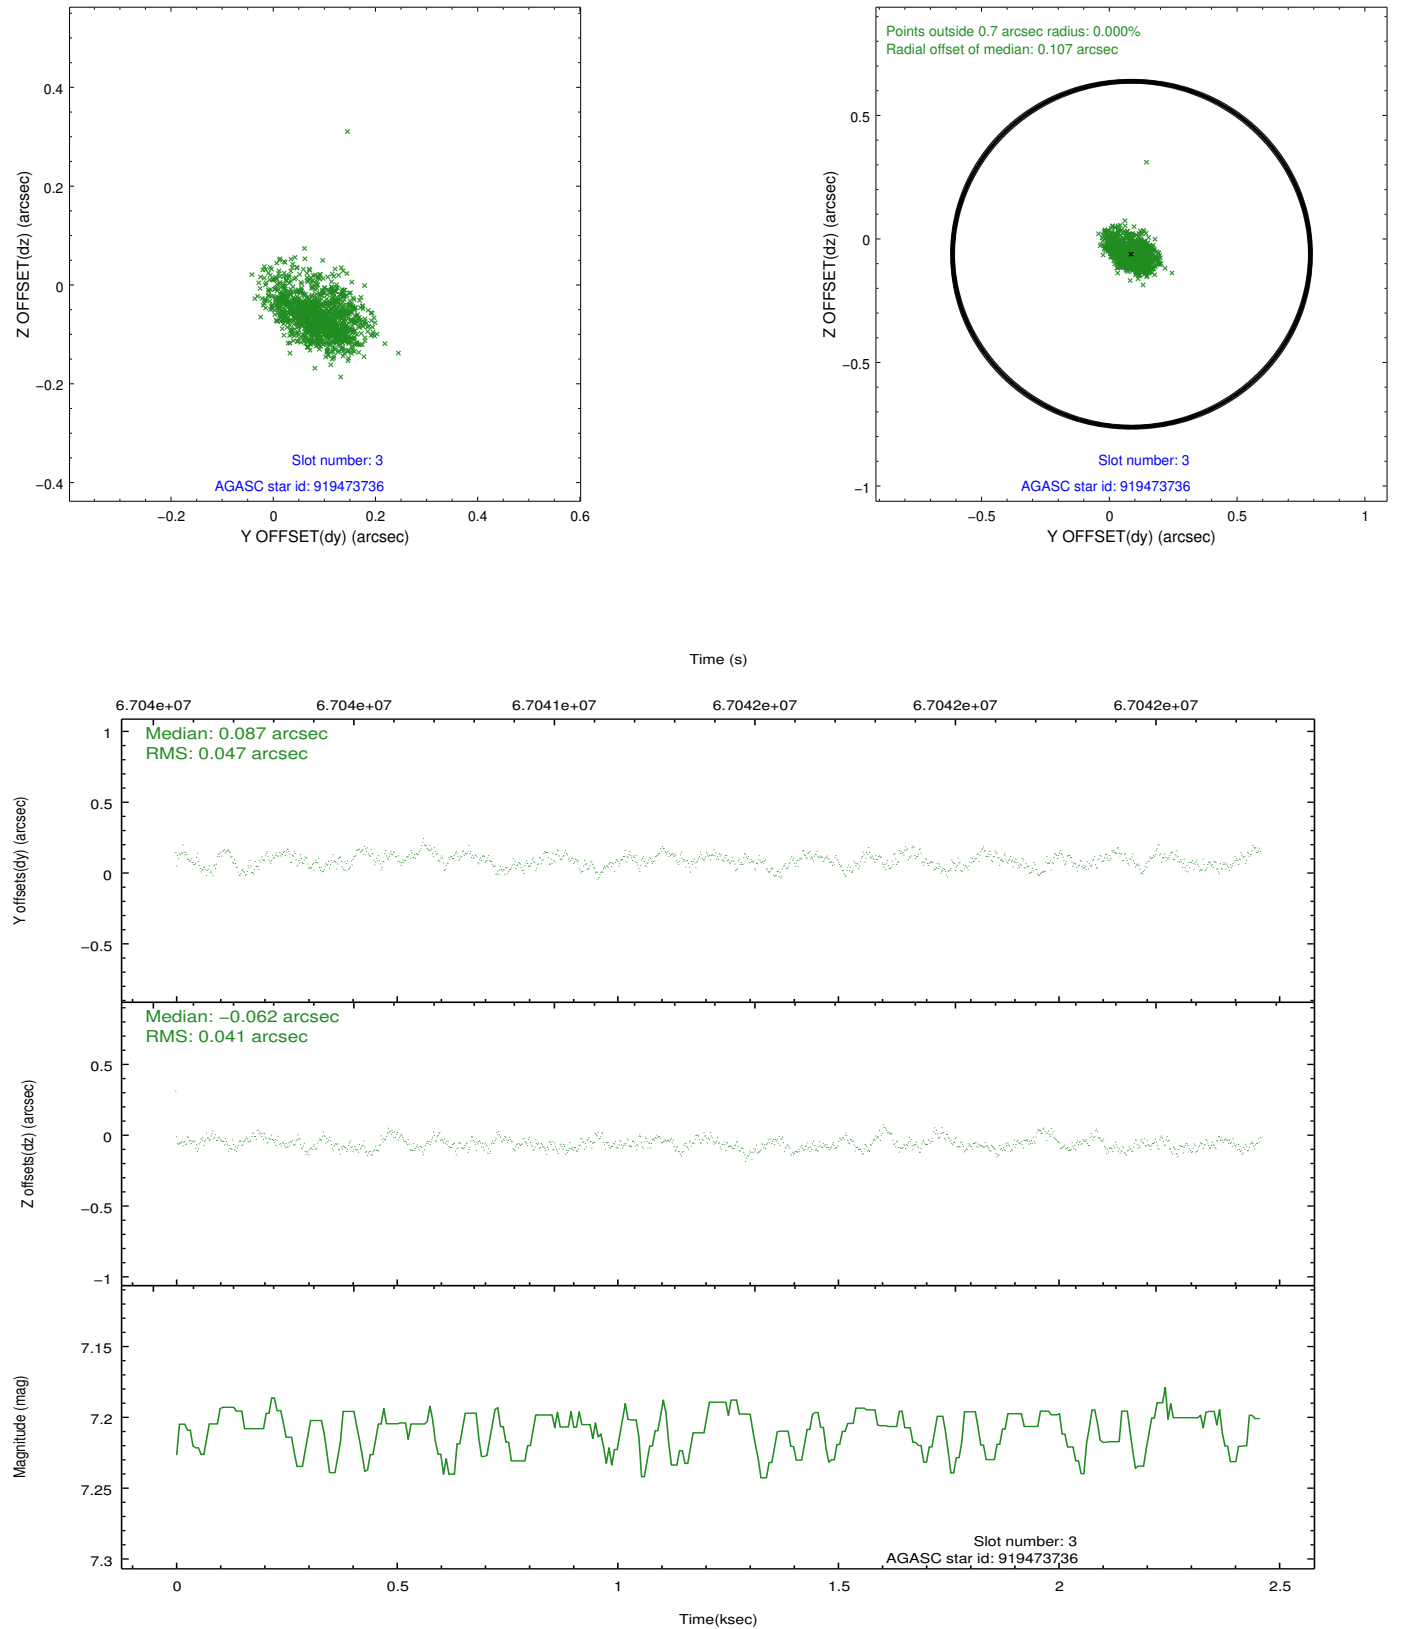 0.4
0.2
0
−0.2
−0.4
Z OFFSET(dz) (arcsec)
Slot number: 3
AGASC star id: 919473736
−0.2 0 0.2 0.4 0.6
Y OFFSET(dy) (arcsec)
Points outside 0.7 arcsec radius: 0.000%
Radial offset of median: 0.107 arcsec
0.5
0
−0.5
−1
Z OFFSET(dz) (arcsec)
Slot number: 3
AGASC star id: 919473736
−0.5 0 0.5 1
Y OFFSET(dy) (arcsec)
Time (s)
6.704e+07 6.704e+07 6.7041e+07 6.7042e+07 6.7042e+07 6.7042e+07
Median: 0.087 arcsec
RMS: 0.047 arcsec
1
0.5
0
−0.5
Y offsets(dy) (arcsec)
Median: −0.062 arcsec
RMS: 0.041 arcsec
0.5
0
−0.5
−1
Z offsets(dz) (arcsec)
7.15
7.2
7.25
7.3
Magnitude (mag)
Slot number: 3
AGASC star id: 919473736
0 0.5 1 1.5 2 2.5
Time(ksec)